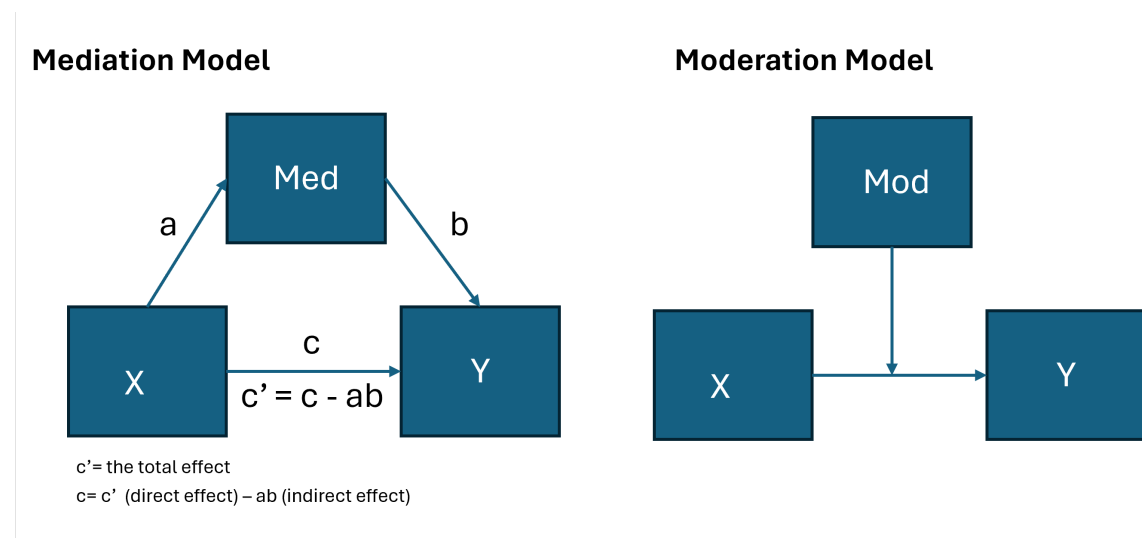 Mediation Model
Moderation Model
Med
Mod
a
b
c
X
Y
c’ = c - ab
X
Y
c’= the total effect
c= c’ (direct effect) – ab (indirect effect)